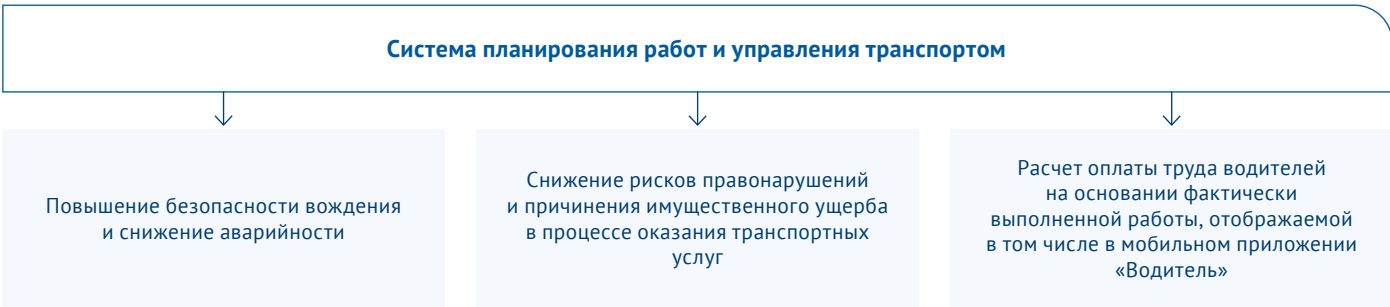 Система планирования работ и управления транспортом
Повышение безопасности вождения
и снижение аварийности
Снижение рисков правонарушений
и причинения имущественного ущерба
в процессе оказания транспортных
услуг
Расчет оплаты труда водителей
на основании фактически
выполненной работы, отображаемой
в том числе в мобильном приложении
«Водитель»